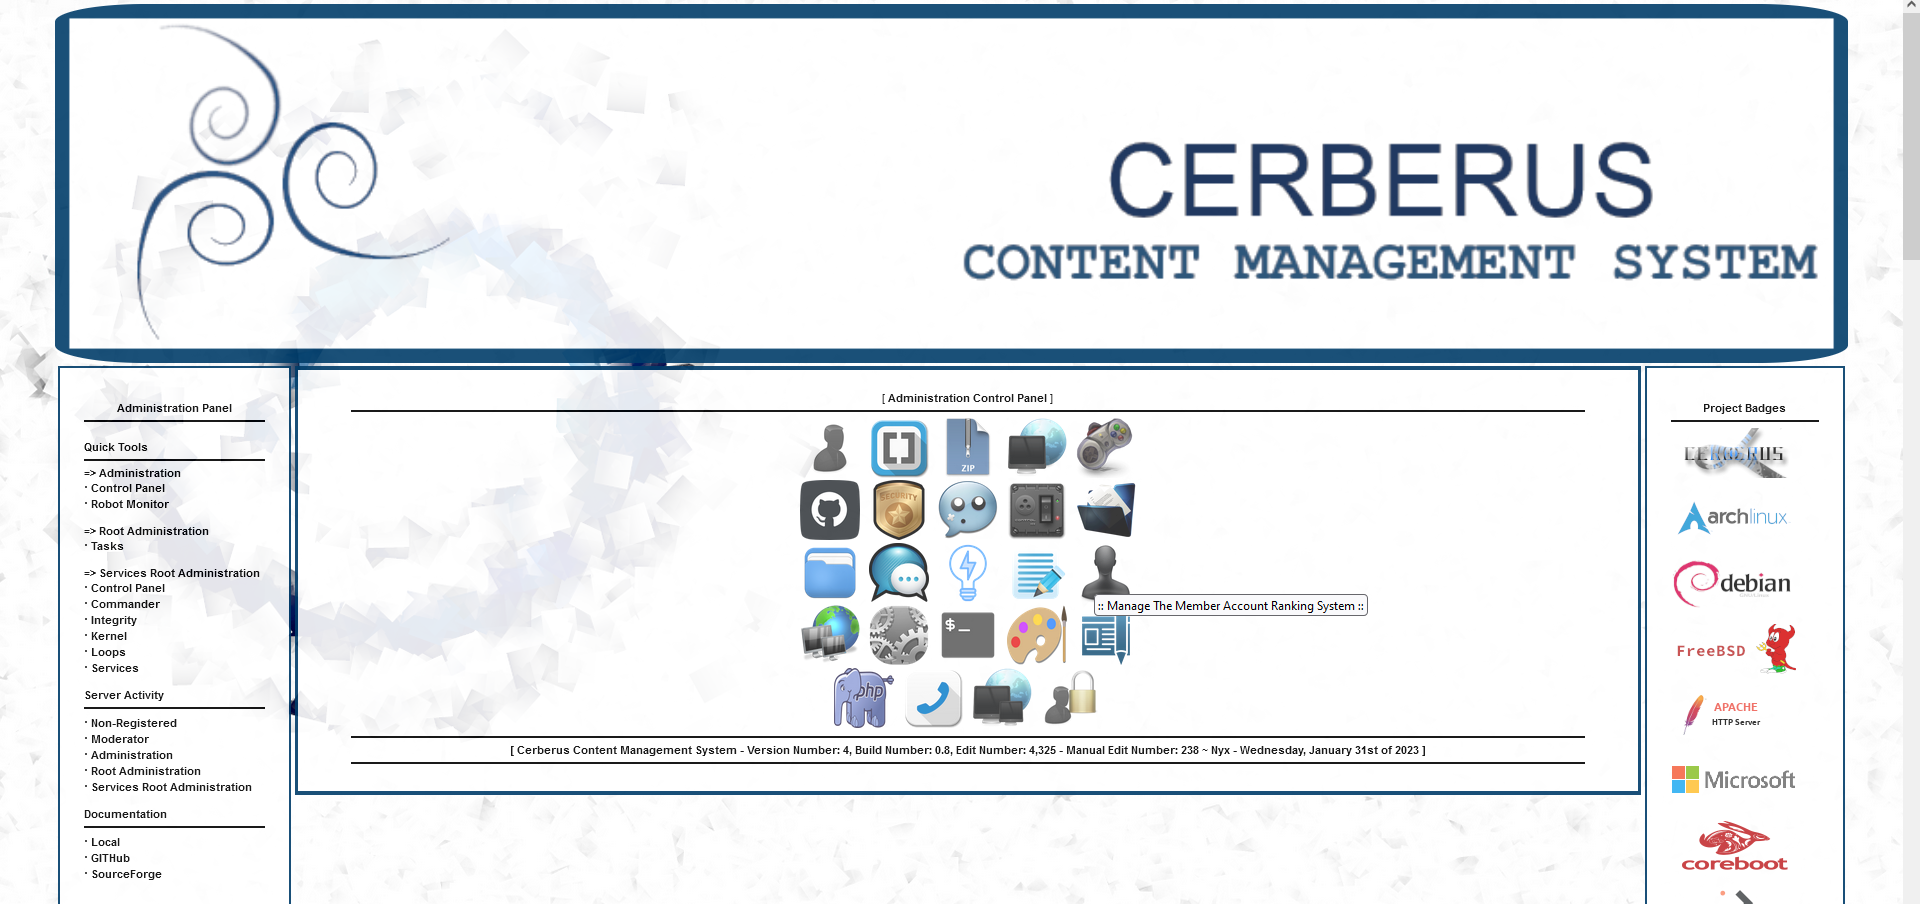 CERBERUS
CONTENT MANAGEMENT SYSTEM
Administration Panel
Quick Tools
=> Administration
· Control Panel
· Robot Monitor
=> Root Administration
· Tasks
=> Services Root Administration
· Control Panel
· Commander
· Integrity
· Kernel
· Loops
· Services
Server Activity
· Non-Registered
· Moderator
· Administration
· Root Administration
· Services Root Administration
Documentation
· Local
· GITHub
· SourceForge
[ Administration Control Panel ]
ZIP
SECURITY
:: Manage The Member Account Ranking System ::
$_
php
[ Cerberus Content Management System - Version Number: 4, Build Number: 0.8, Edit Number: 4,325 - Manual Edit Number: 238 ~ Nyx - Wednesday, January 31st of 2023 ]
Project Badges
CERBERUS
archlinux
debian
FreeBSD
APACHE
HTTP Server
Microsoft
coreboot